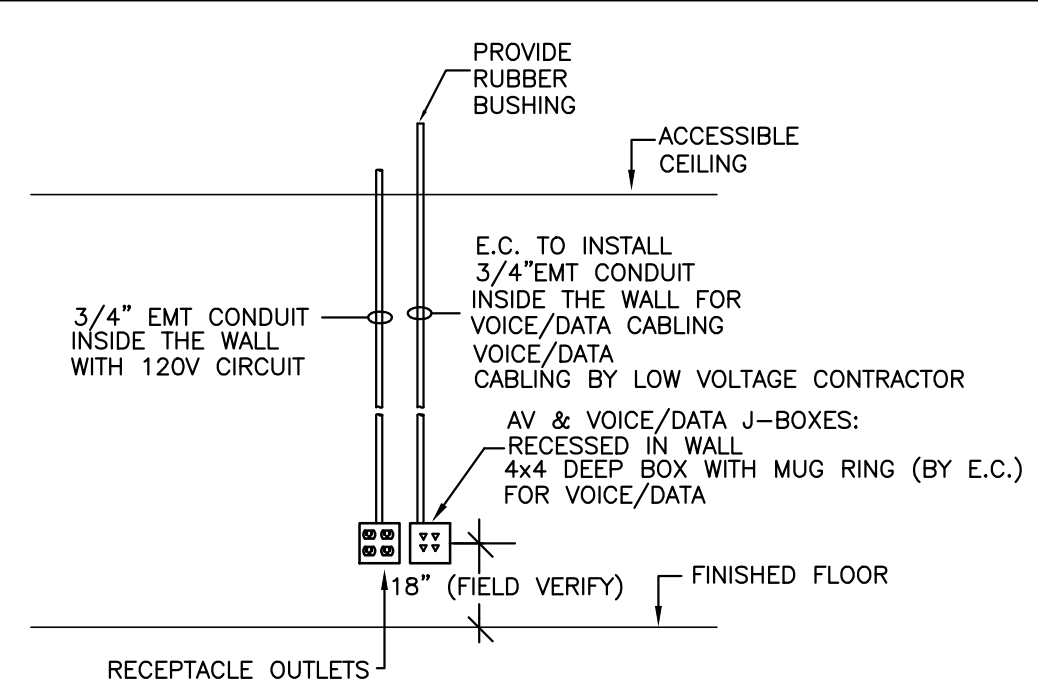 PROVIDE
RUBBER
BUSHING
ACCESSIBLE
CEILING
E.C. TO INSTALL
3/4"EMT CONDUIT
INSIDE THE WALL FOR
VOICE/DATA CABLING
VOICE/DATA
CABLING BY LOW VOLTAGE CONTRACTOR
3/4" EMT CONDUIT
INSIDE THE WALL
WITH 120V CIRCUIT
AV & VOICE/DATA J-BOXES:
RECESSED IN WALL
4x4 DEEP BOX WITH MUG RING (BY E.C.)
FOR VOICE/DATA
18" (FIELD VERIFY)
FINISHED FLOOR
RECEPTACLE OUTLETS